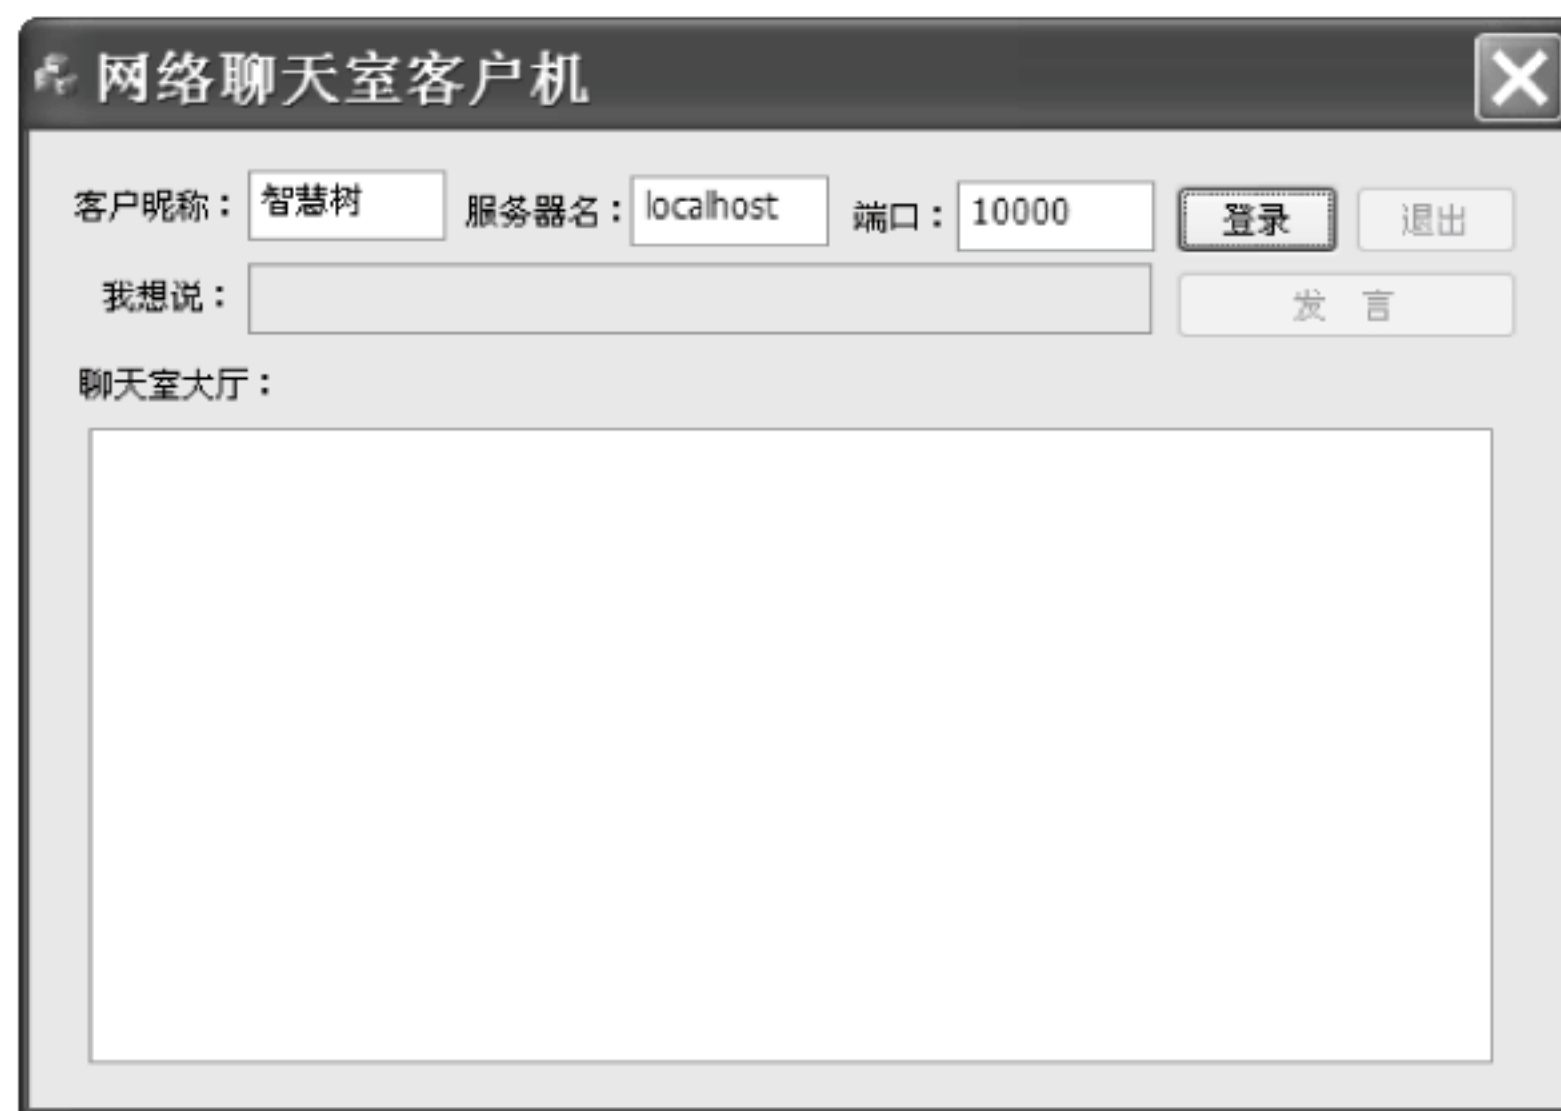 网络聊天室客户机
客户昵称： 智慧树 服务器名： localhost 端口： 10000 登录 退出
我想说： 发 言
聊天室大厅：